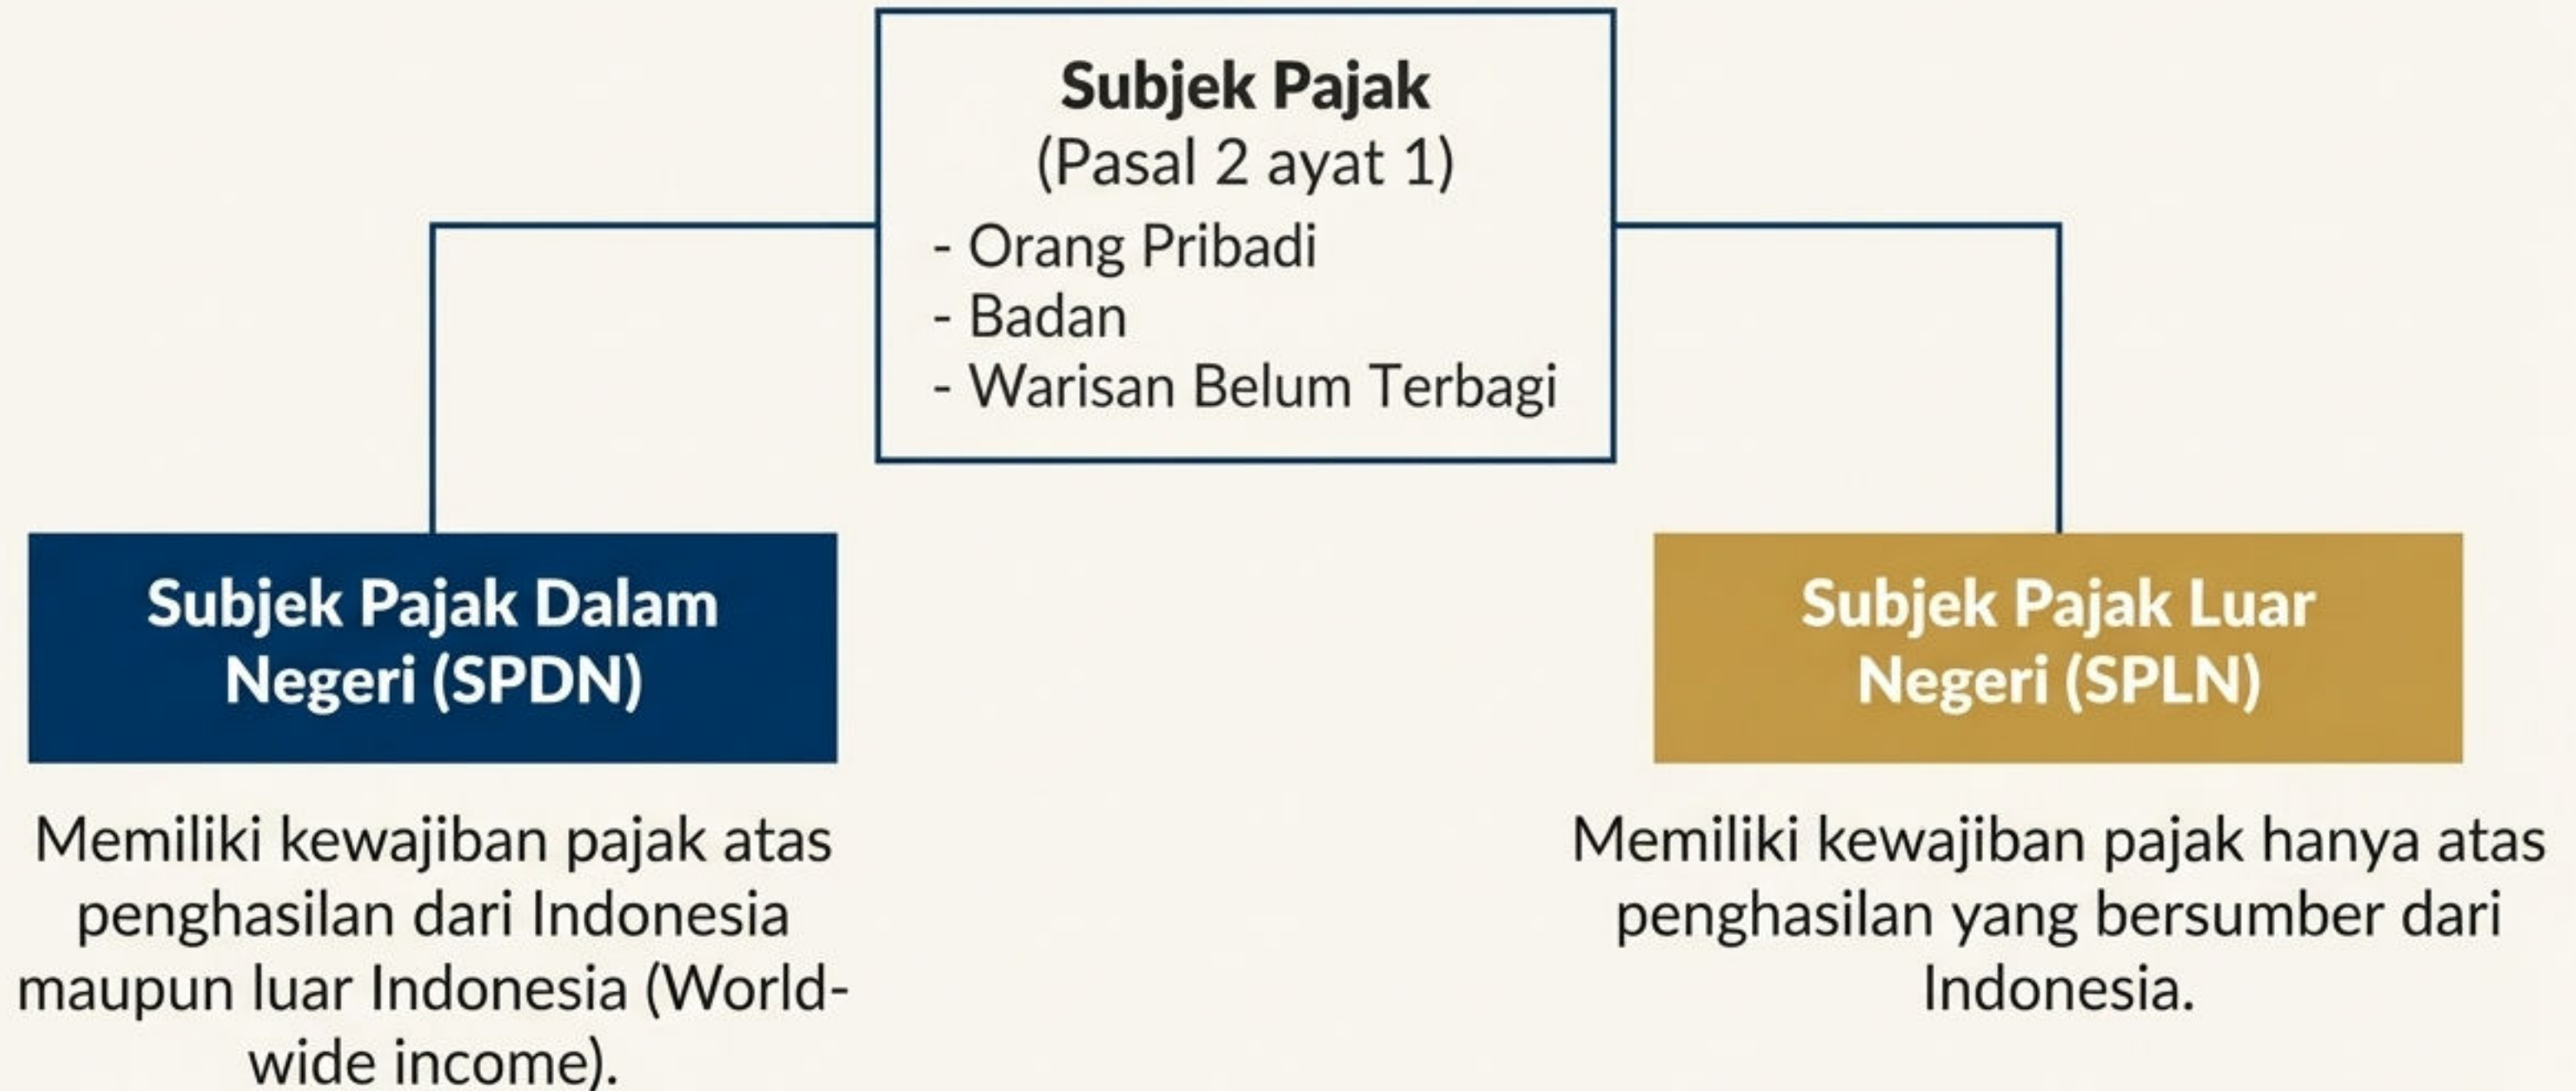 Subjek Pajak
(Pasal 2 ayat 1)
- Orang Pribadi
- Badan
- Warisan Belum Terbagi
Subjek Pajak Dalam
Negeri (SPDN)
Memiliki kewajiban pajak atas
penghasilan dari Indonesia
maupun luar Indonesia (World-
wide income).
Subjek Pajak Luar
Negeri (SPLN)
Memiliki kewajiban pajak hanya atas
penghasilan yang bersumber dari
Indonesia.